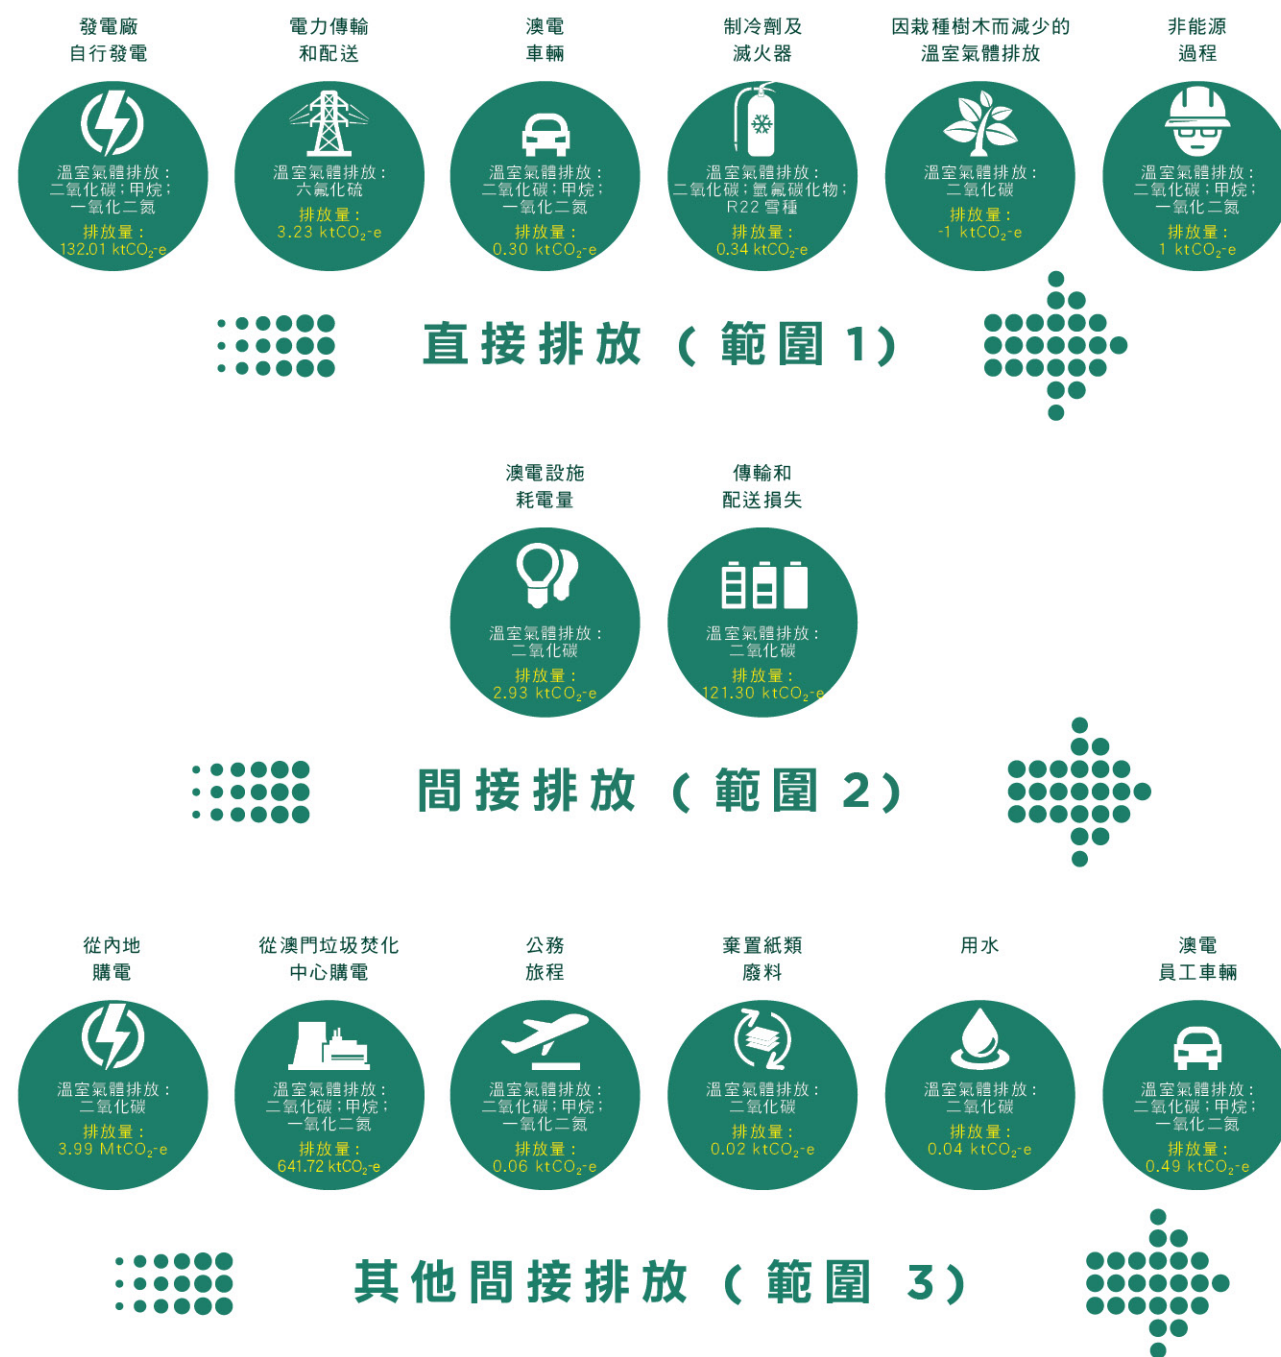 發電廠
自行發電
電力傳輸
和配送
澳電
車輛
制冷劑及
滅火器
因栽種樹木而減少的
溫室氣體排放
非能源
過程
溫室氣體排放：
二氧化碳；甲烷；
一氧化二氮
排放量：
132.01 ktCO₂-e
溫室氣體排放：
六氟化硫
排放量：
3.23 ktCO₂-e
溫室氣體排放：
二氧化碳；甲烷；
一氧化二氮
排放量：
0.30 ktCO₂-e
溫室氣體排放：
二氧化碳；氫氟碳化物；
R22 雪種
排放量：
0.34 ktCO₂-e
溫室氣體排放：
二氧化碳
排放量：
-1 ktCO₂-e
溫室氣體排放：
二氧化碳；甲烷；
一氧化二氮
排放量：
1 ktCO₂-e
直接排放（範圍 1）
澳電設施
耗電量
傳輸和
配送損失
溫室氣體排放：
二氧化碳
排放量：
2.93 ktCO₂-e
溫室氣體排放：
二氧化碳
排放量：
121.30 ktCO₂-e
間接排放（範圍 2）
從內地
購電
從澳門垃圾焚化
中心購電
公務
旅程
棄置紙類
廢料
用水
澳電
員工車輛
溫室氣體排放：
二氧化碳
排放量：
3.99 MtCO₂-e
溫室氣體排放：
二氧化碳；甲烷；
一氧化二氮
排放量：
641.72 ktCO₂-e
溫室氣體排放：
二氧化碳；甲烷；
一氧化二氮
排放量：
0.06 ktCO₂-e
溫室氣體排放：
二氧化碳
排放量：
0.02 ktCO₂-e
溫室氣體排放：
二氧化碳
排放量：
0.04 ktCO₂-e
溫室氣體排放：
二氧化碳；甲烷；
一氧化二氮
排放量：
0.49 ktCO₂-e
其他間接排放（範圍 3）